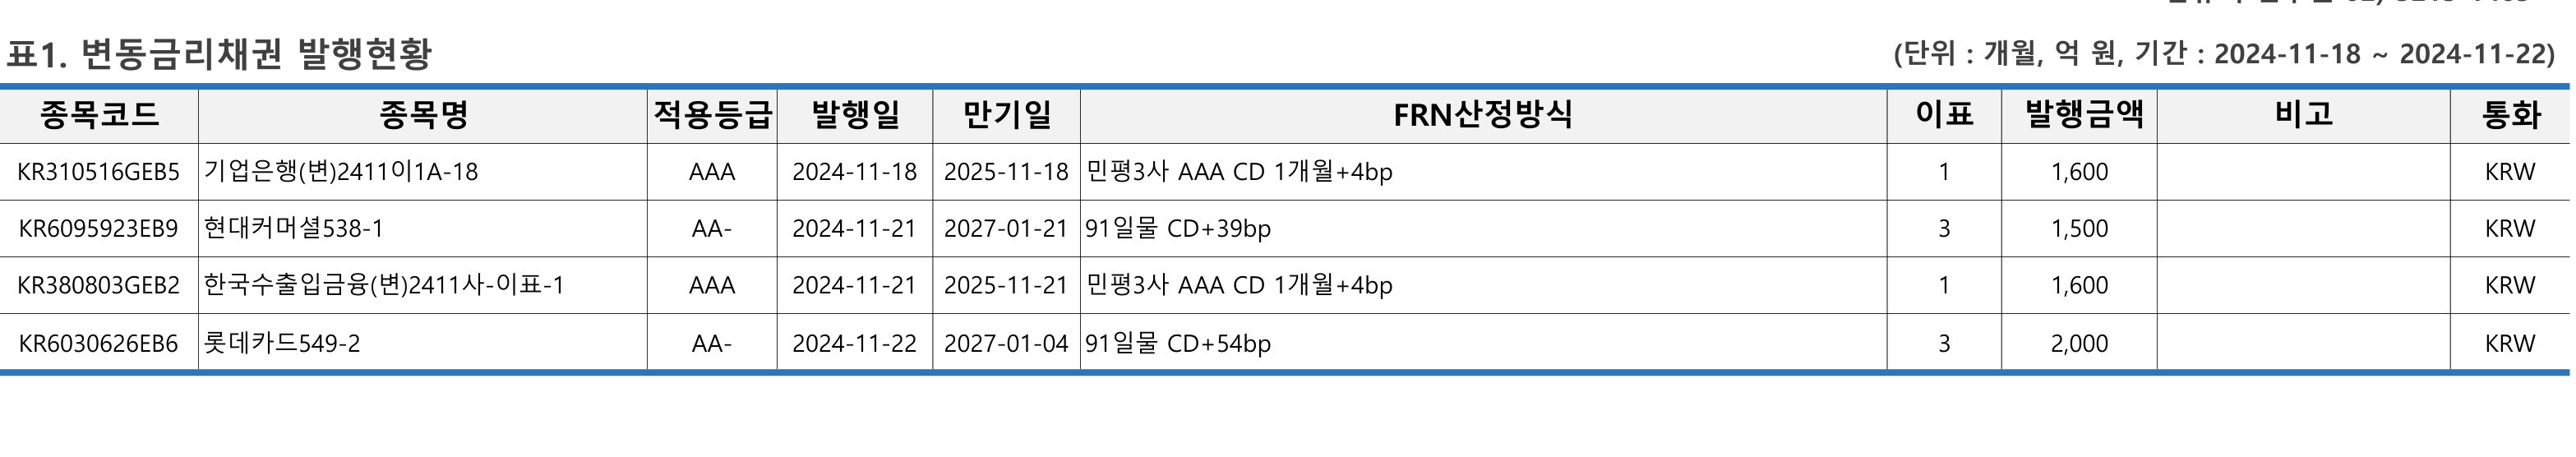 표1. 변동금리채권 발행현황 (단위 : 개월, 억 원, 기간 : 2024-11-18 ~ 2024-11-22)
종목코드 종목명 적용등급 발행일 만기일 FRN산정방식 이표 발행금액 비고 통화
KR310516GEB5 기업은행(변)2411이1A-18 AAA 2024-11-18 2025-11-18 민평3사 AAA CD 1개월+4bp 1 1,600 KRW
KR6095923EB9 현대커머셜538-1 AA- 2024-11-21 2027-01-21 91일물 CD+39bp 3 1,500 KRW
KR380803GEB2 한국수출입금융(변)2411사-이표-1 AAA 2024-11-21 2025-11-21 민평3사 AAA CD 1개월+4bp 1 1,600 KRW
KR6030626EB6 롯데카드549-2 AA- 2024-11-22 2027-01-04 91일물 CD+54bp 3 2,000 KRW